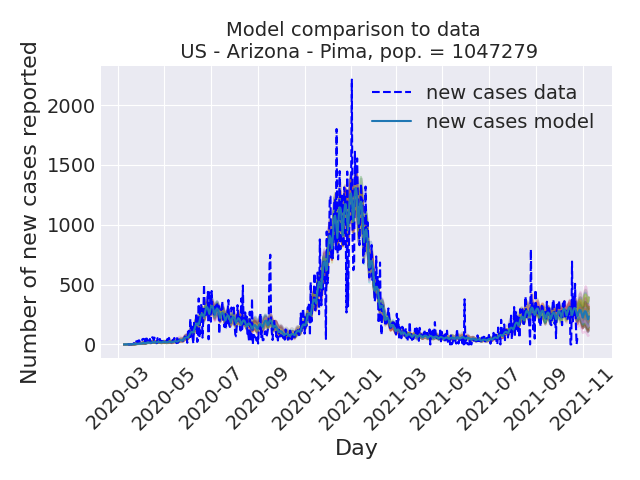 Model comparison to data
US - Arizona - Pima, pop. = 1047279
Number of new cases reported
2000
1500
1000
500
0
new cases data
new cases model
2020-03
2020-05
2020-07
2020-09
2020-11
2021-01
2021-03
2021-05
2021-07
2021-09
2021-11
Day